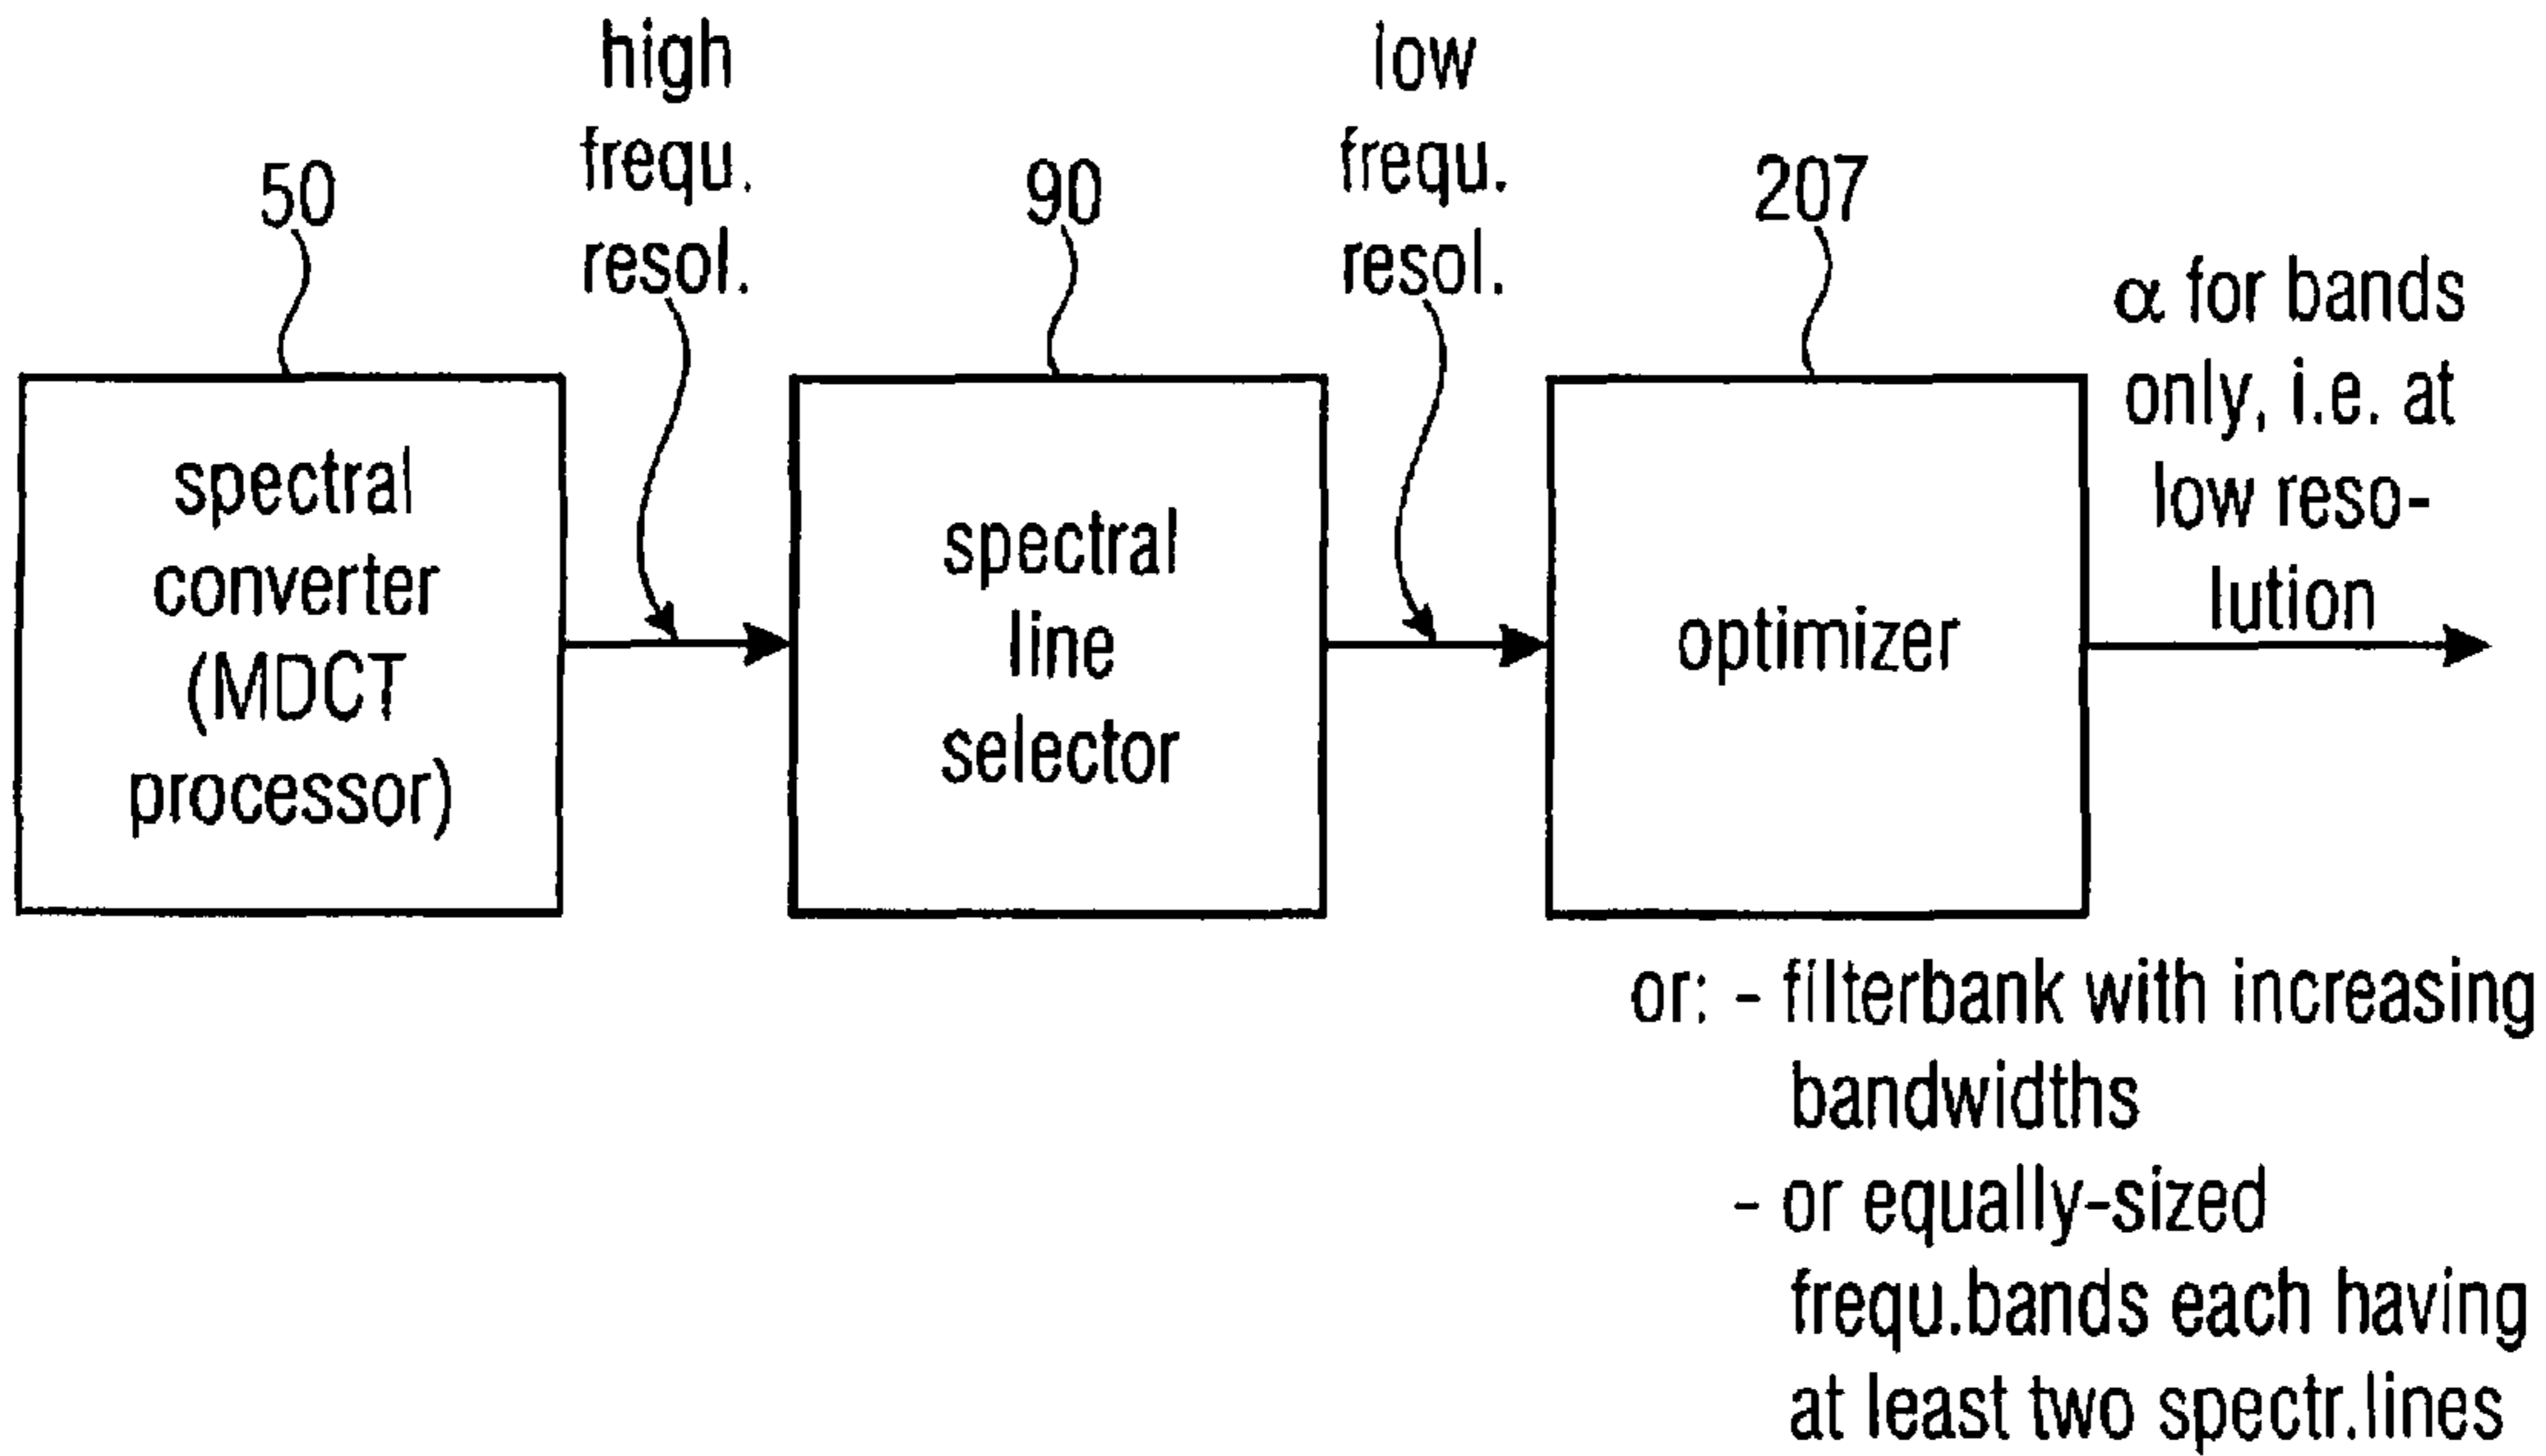 high
frequ.
resol.
low
frequ.
resol.
50
90
207
spectral
converter
(MDCT
processor)
spectral
line
selector
optimizer
α for bands
only, i.e. at
low reso-
lution
or: - filterbank with increasing
bandwidths
- or equally-sized
frequ.bands each having
at least two spectr.lines